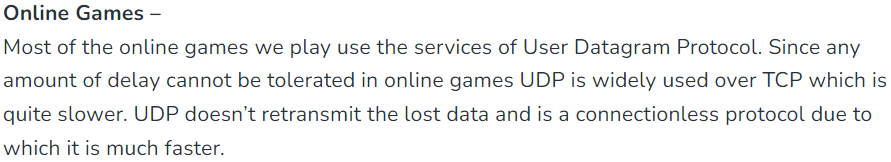 Online Games –
Most of the online games we play use the services of User Datagram Protocol. Since any
amount of delay cannot be tolerated in online games UDP is widely used over TCP which is
quite slower. UDP doesn’t retransmit the lost data and is a connectionless protocol due to
which it is much faster.